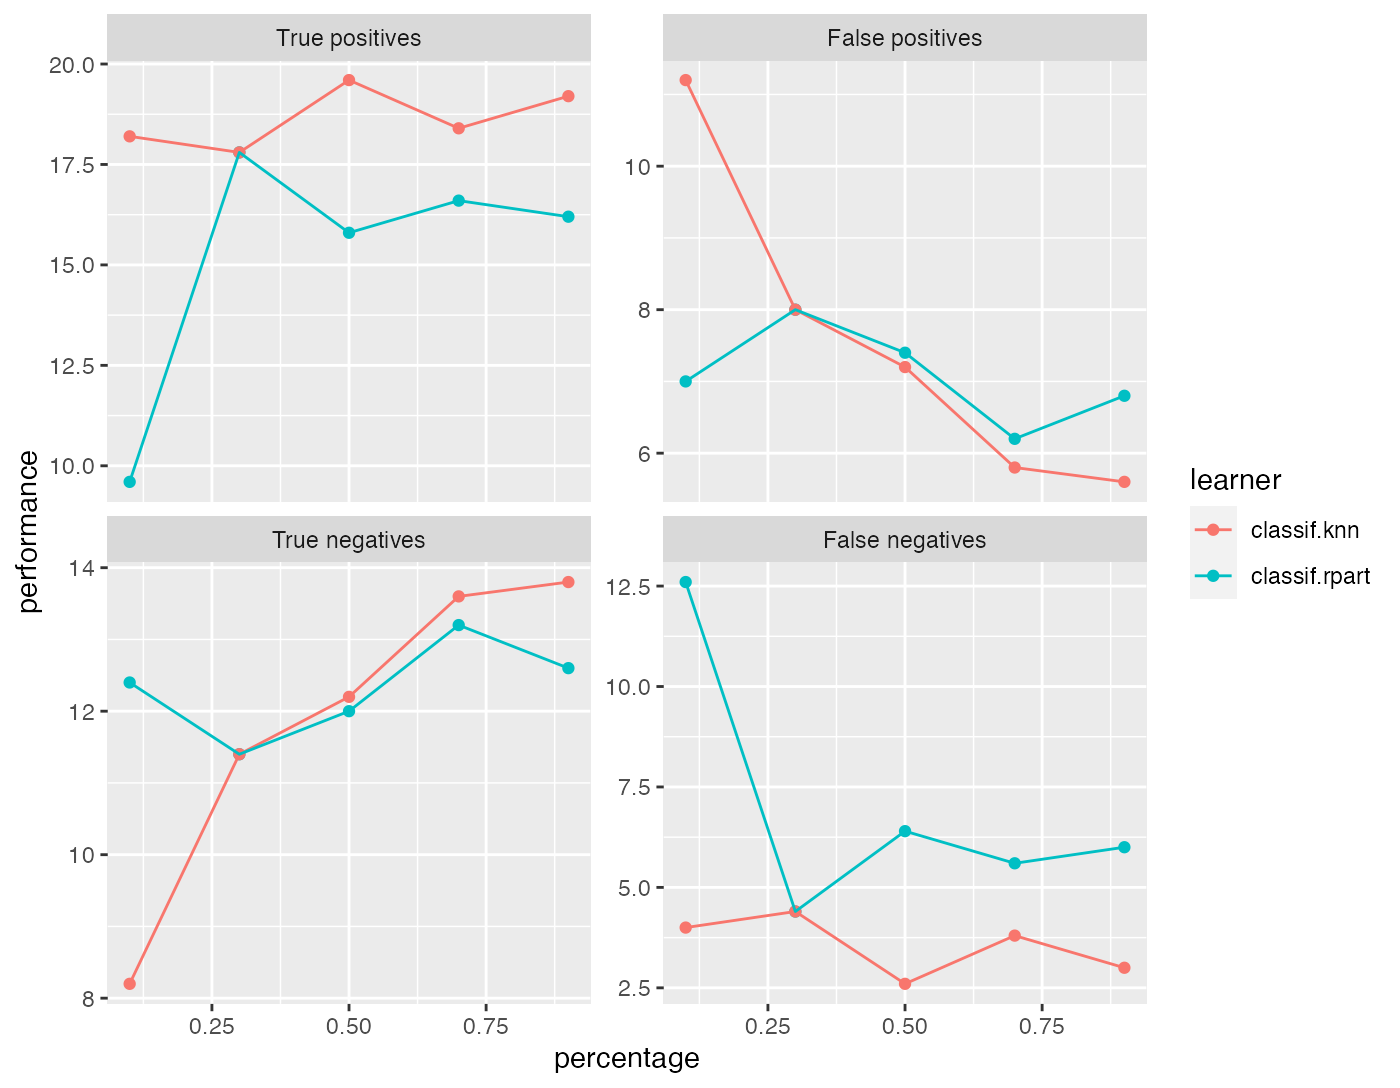 True positives
False positives
20.0
17.5
15.0
12.5
10.0
10
8
6
True negatives
False negatives
14
12
10
8
12.5
10.0
7.5
5.0
2.5
0.25 0.50 0.75
0.25 0.50 0.75
percentage
performance
learner
classif.knn
classif.rpart